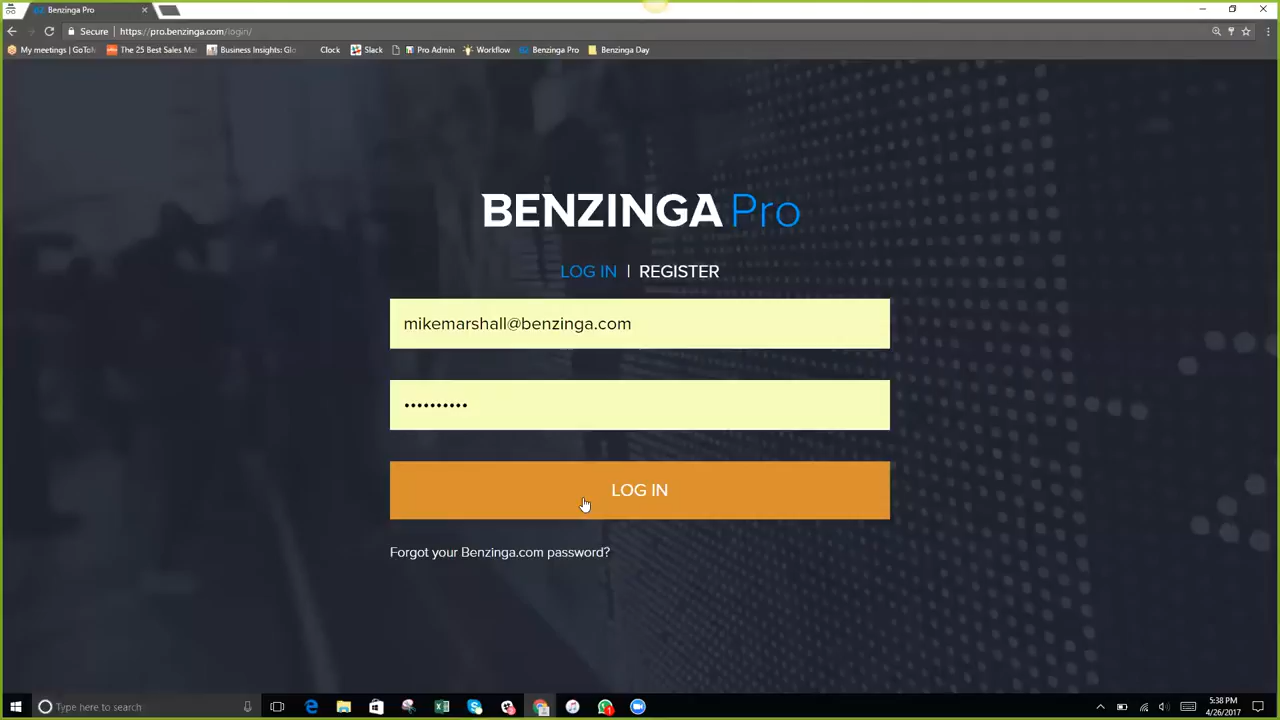 Benzinga Pro
Secure https://pro.benzinga.com/login/
My meetings | GoToM The 25 Best Sales Me Business Insights: Glo Clock Slack Pro Admin Workflow Benzinga Pro Benzinga Day
BENZINGA Pro
LOG IN | REGISTER
mikemarshall@benzinga.com
••••••••••
LOG IN
Forgot your Benzinga.com password?
Type here to search
5:38 PM
4/26/2017